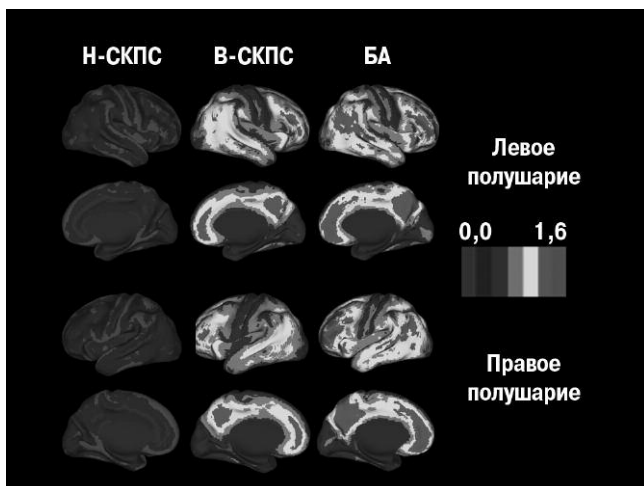 Н-СКПС В-СКПС БА
Левое
полушарие
0,0 1,6
Правое
полушарие